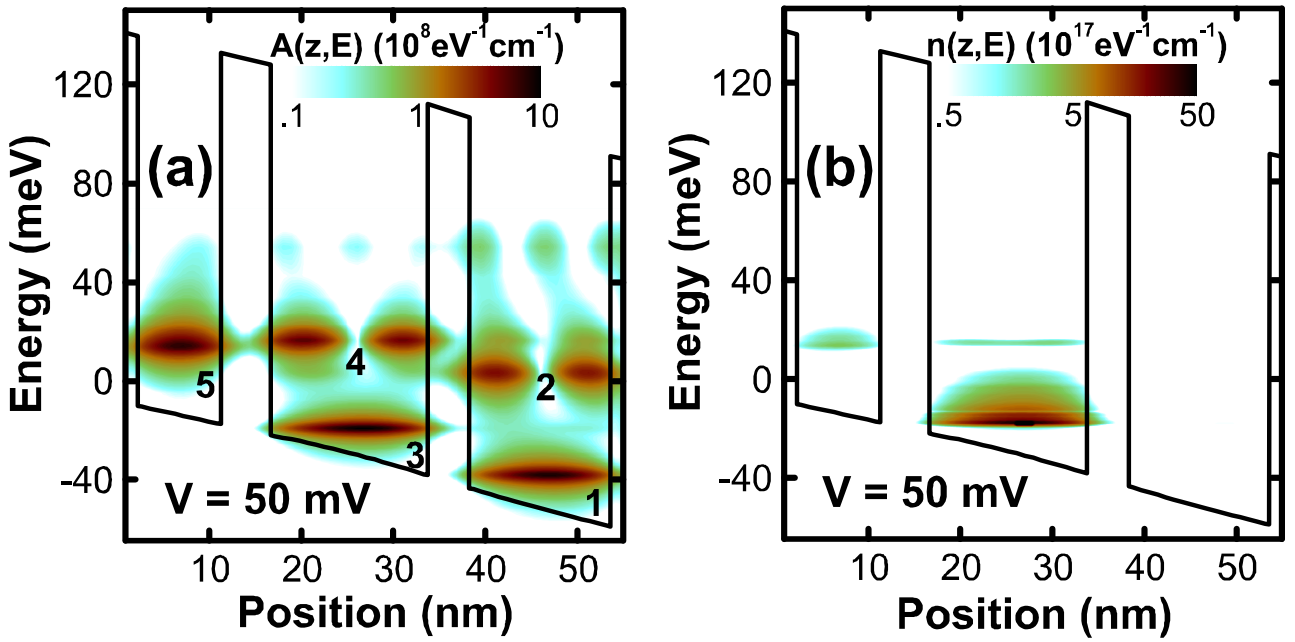 A(z,E) (10⁸eV⁻¹cm⁻¹)
.1 1 10
(a)
120
80
40
0
-40
Energy (meV)
5
4
3
2
1
V = 50 mV
10 20 30 40 50
Position (nm)
n(z,E) (10¹⁷eV⁻¹cm⁻¹)
.5 5 50
(b)
120
80
40
0
-40
Energy (meV)
V = 50 mV
10 20 30 40 50
Position (nm)